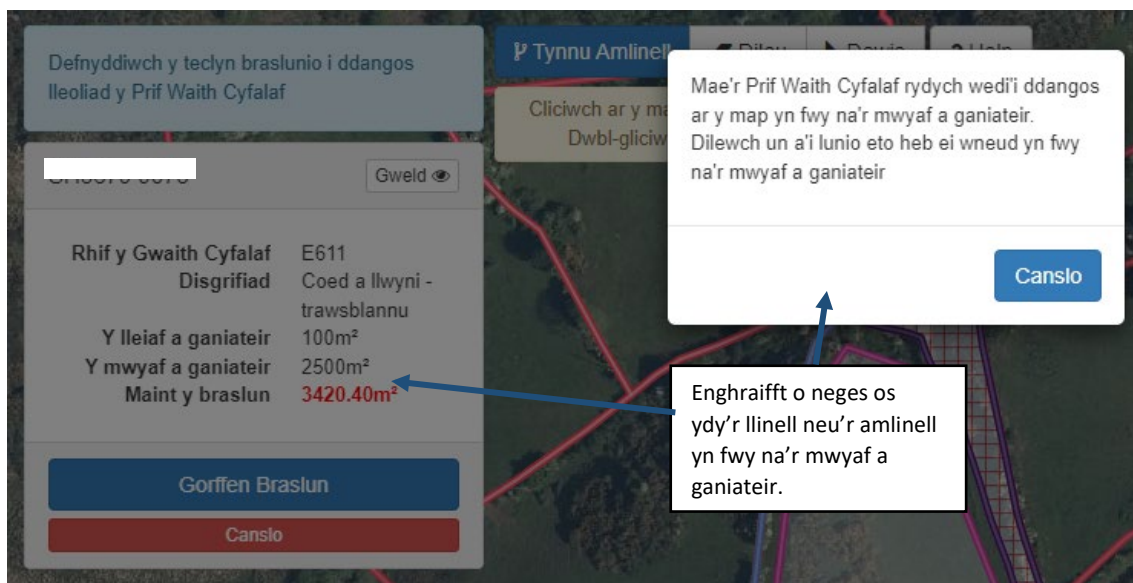 Defnyddiwch y teclyn braslunio i ddangos
lleoliad y Prif Waith Cyfalaf
Gweld
Rhif y Gwaith Cyfalaf E611
Disgrifiad Coed a llwyni -
trawsblannu
Y lleiaf a ganiateir 100m²
Y mwyaf a ganiateir 2500m²
Maint y braslun 3420.40m²
Gorffen Braslun
Canslo
Tynnu Amlinell
Dileu
Dewis
Help
Cliciwch ar y
Dwbl-gliciw
Mae'r Prif Waith Cyfalaf rydych wedi'i ddangos
ar y map yn fwy na'r mwyaf a ganiateir.
Dilewch un a'i lunio eto heb ei wneud yn fwy
na'r mwyaf a ganiateir
Canslo
Enghraifft o neges os
ydy'r llinell neu'r amlinell
yn fwy na'r mwyaf a
ganiateir.